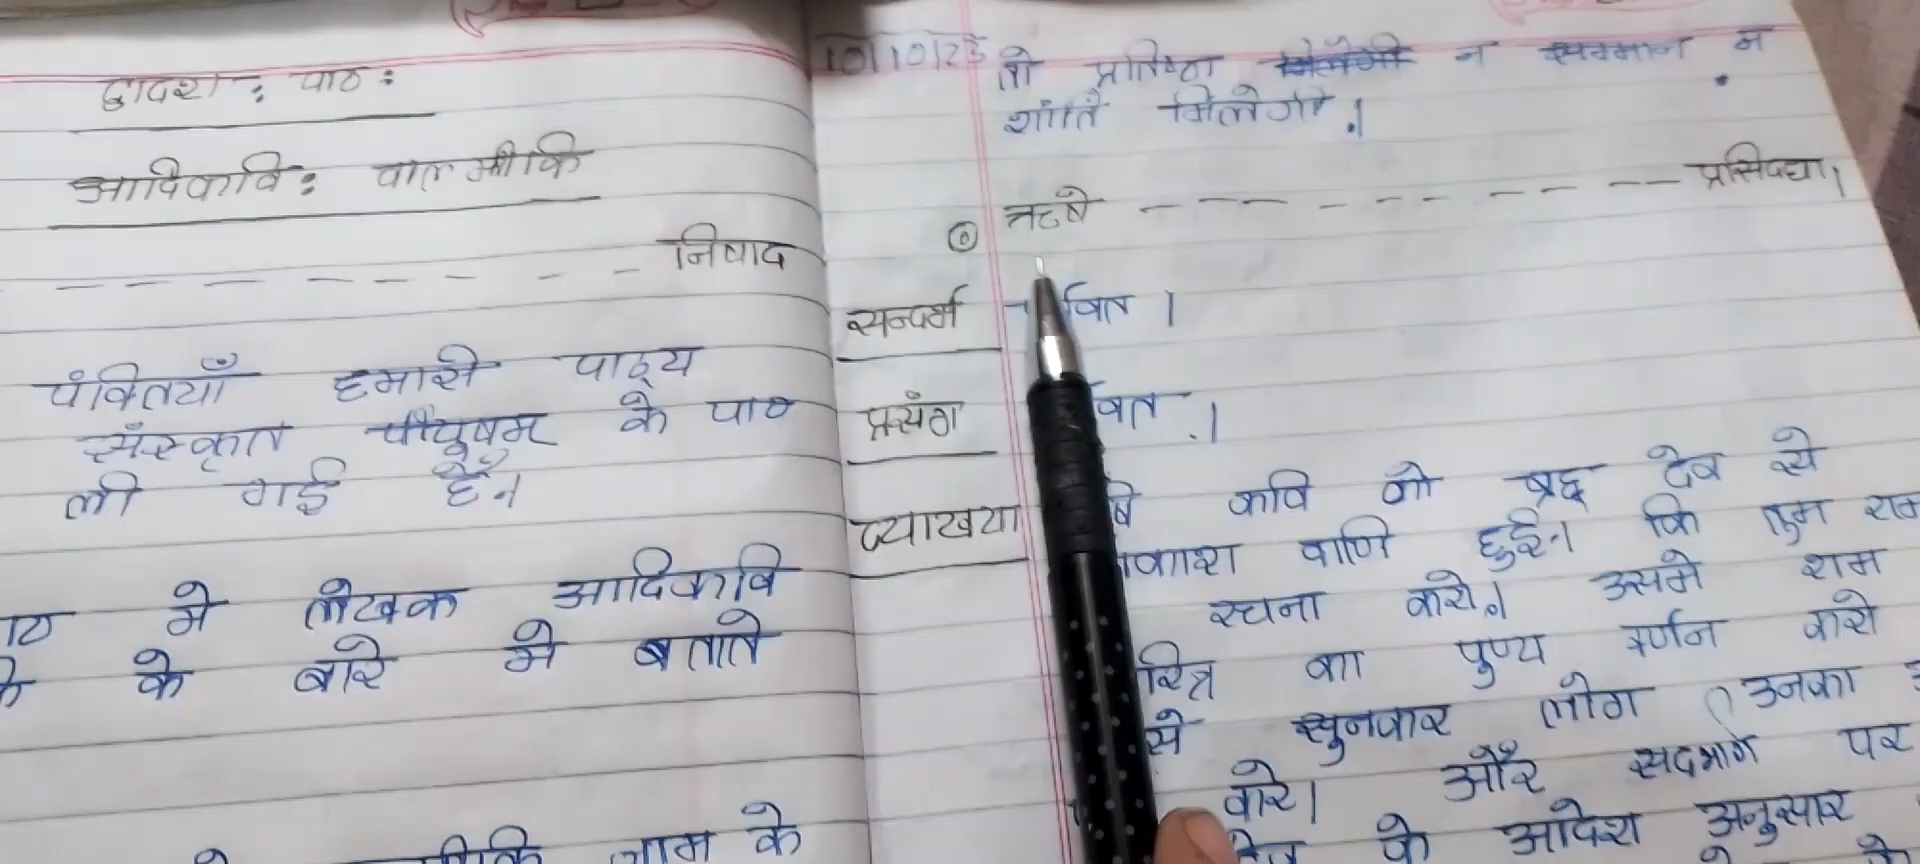 द्वादश: पाठ:
आदिकवि: वाल्मीकि
– – – – – – – – निषाद
पंक्तियाँ हमारी पाठ्य
संस्कृत पीयुषम् के पाठ
ली गई हैं।
मे लेखक आदिकवि
के बारे मे बताते
नाम के
10/10/23
तो प्रतिष्ठा न सम्मान न
शांति मिलेगी।
ऋषे – – – – – – – – – प्रसिद्धा।
सन्दर्भ
प्रसंग
व्याख्या कवि को ब्रह्म देव से
वाणि हुई। कि तुम राम
रचना करो। उसमे राम
का पुण्य वर्णन करो
से सुनकर लोग उनका
करे। और सदमार्ग पर
के आदेश अनुसार